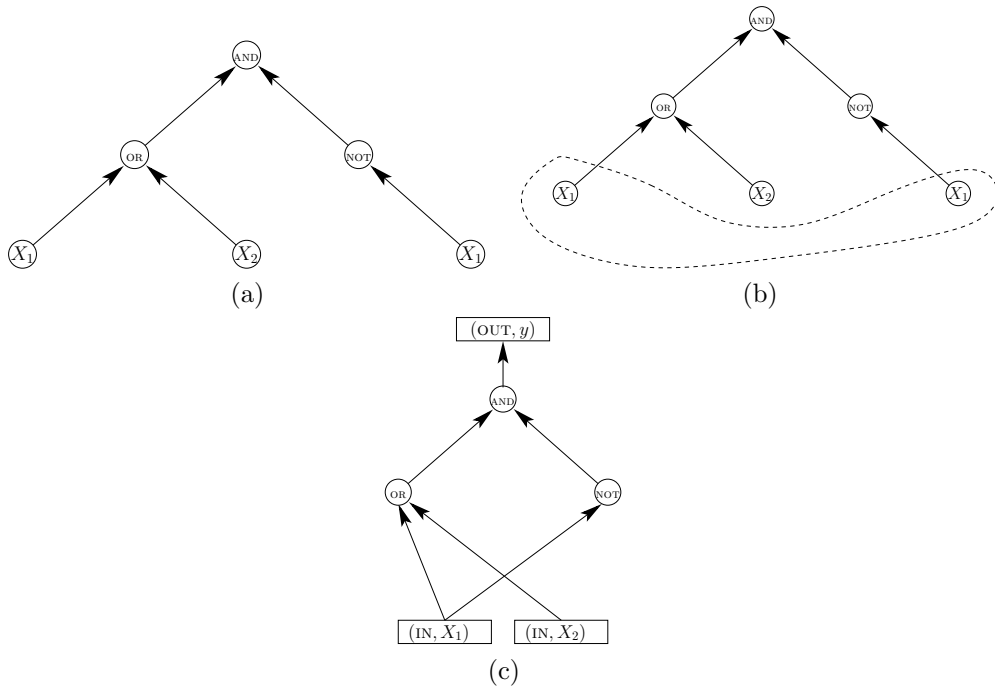 AND
OR NOT
X₁ X₂ X₁
(a)
AND
OR NOT
X₁ X₂ X₁
(b)
(OUT, y)
AND
OR NOT
(IN, X₁) (IN, X₂)
(c)